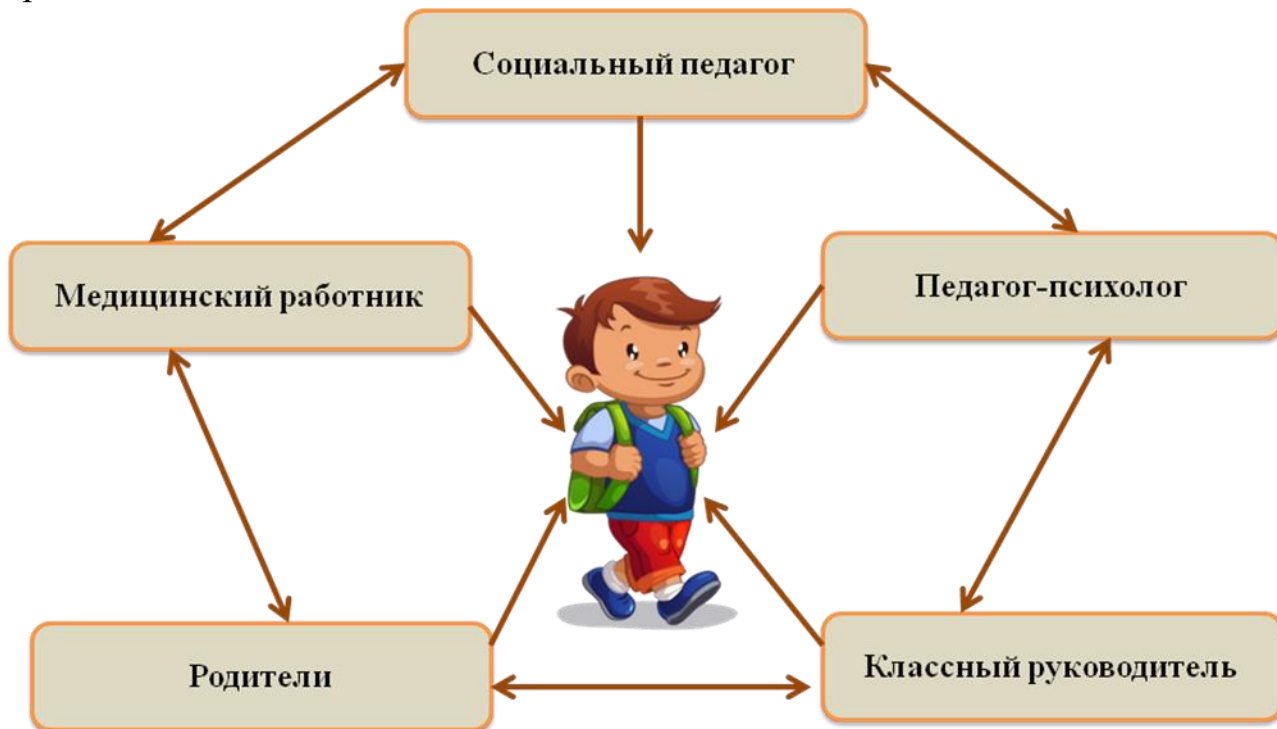 Социальный педагог
Медицинский работник
Педагог-психолог
Родители
Классный руководитель